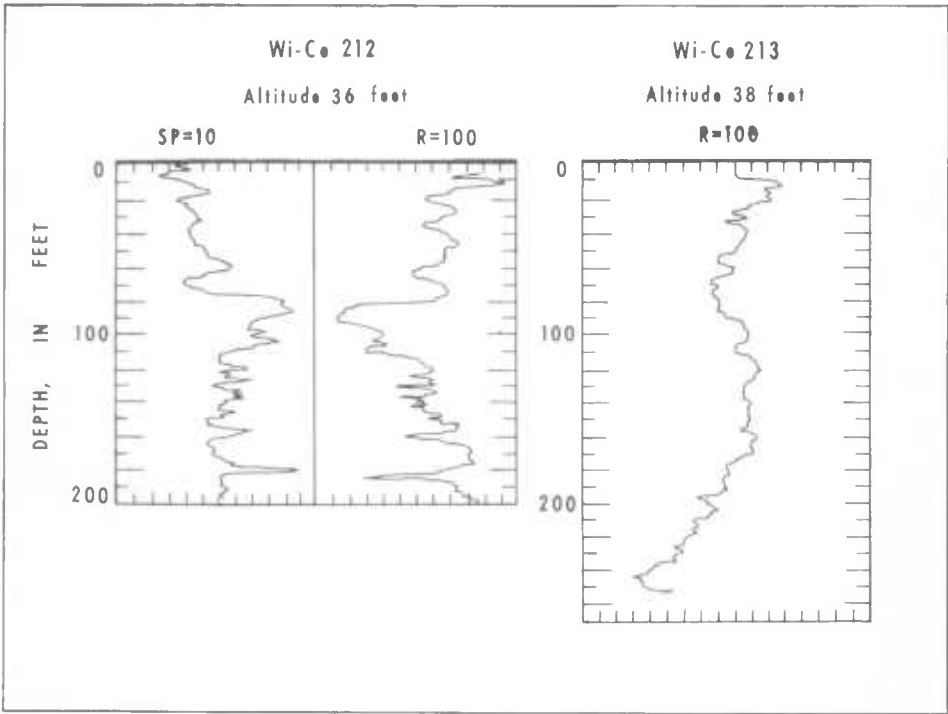 Wi-Ce 212
Altitude 36 feet
SP=10 R=100
Wi-Ce 213
Altitude 38 feet
R=100
DEPTH, IN FEET
0
100
200
0
100
200